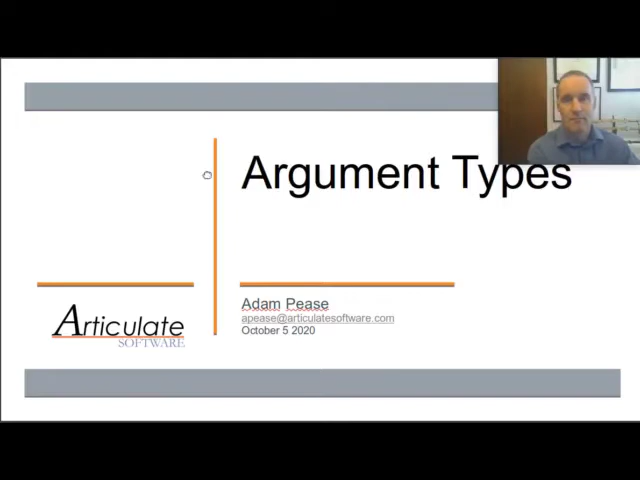 Argument Types
Adam Pease
apease@articulatesoftware.com
October 5 2020
Articulate
SOFTWARE